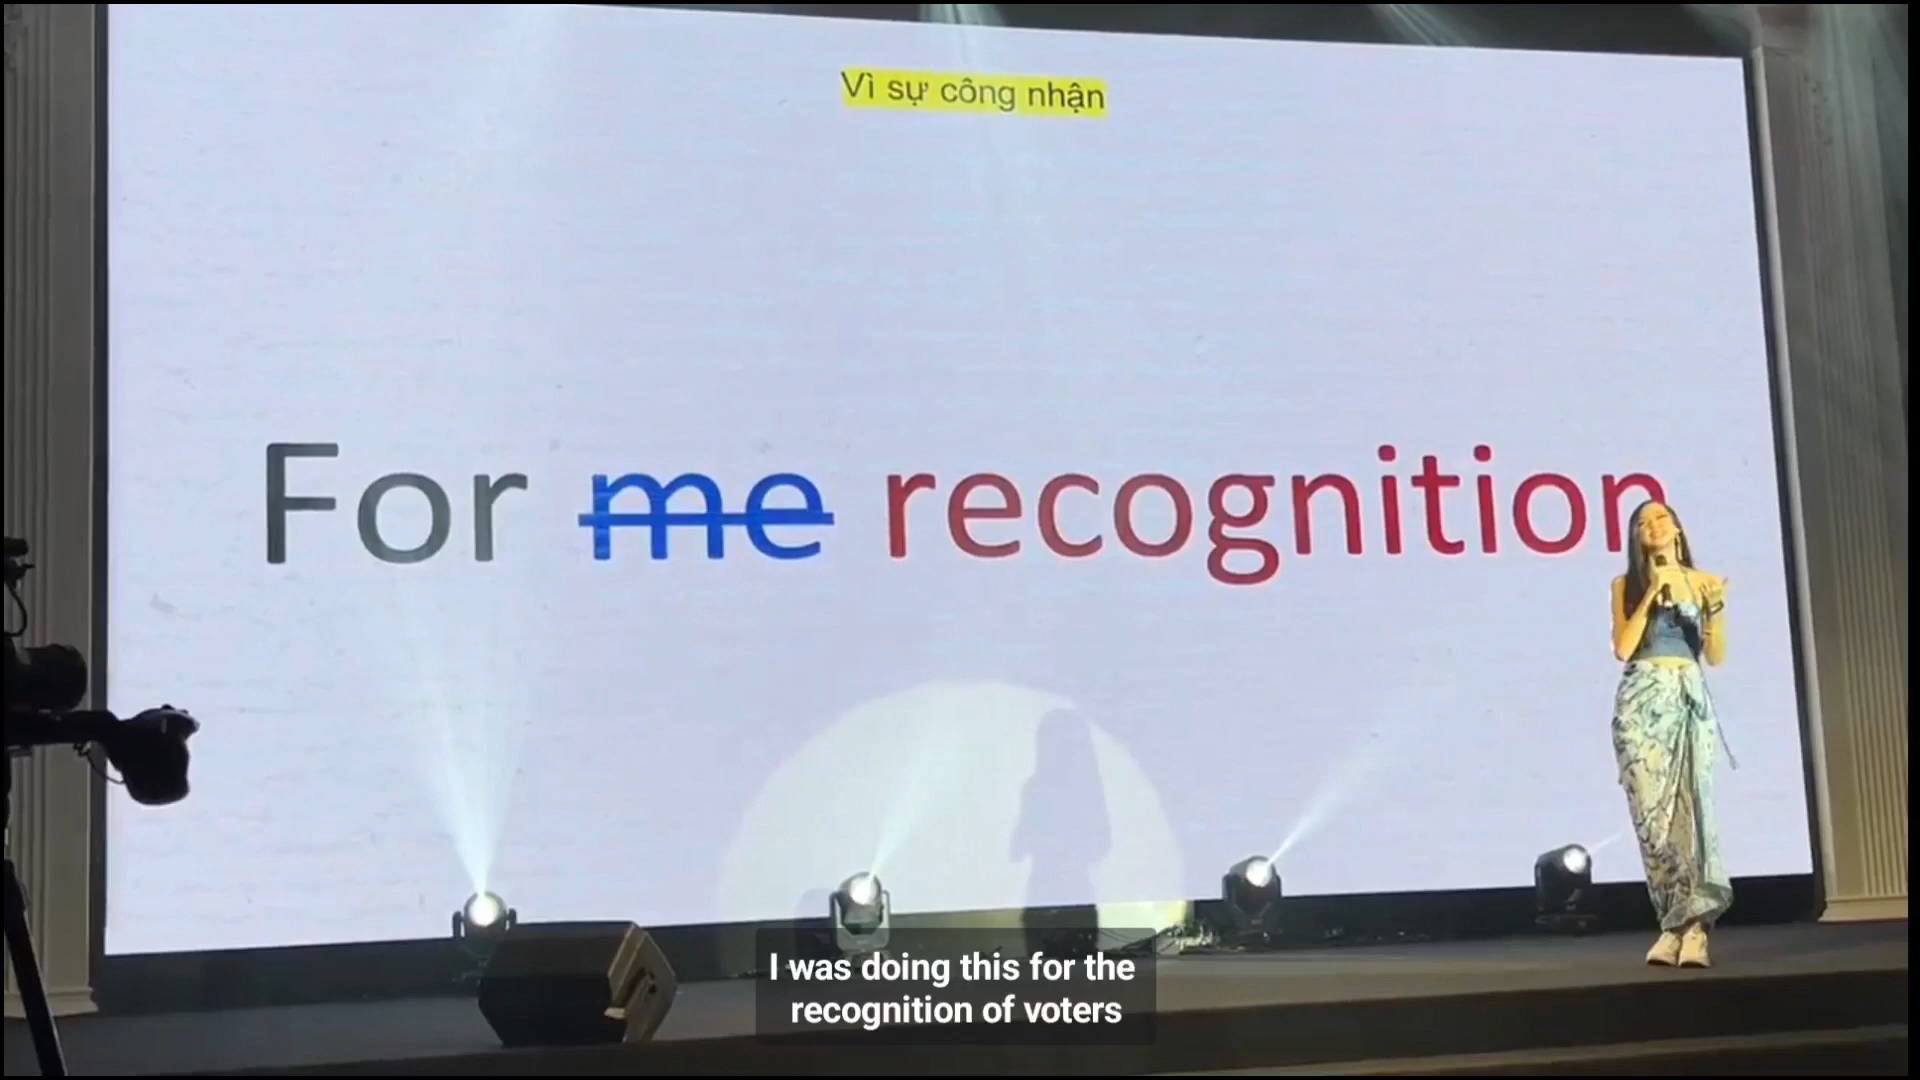 Vì sự công nhận
For me recognition
I was doing this for the
recognition of voters